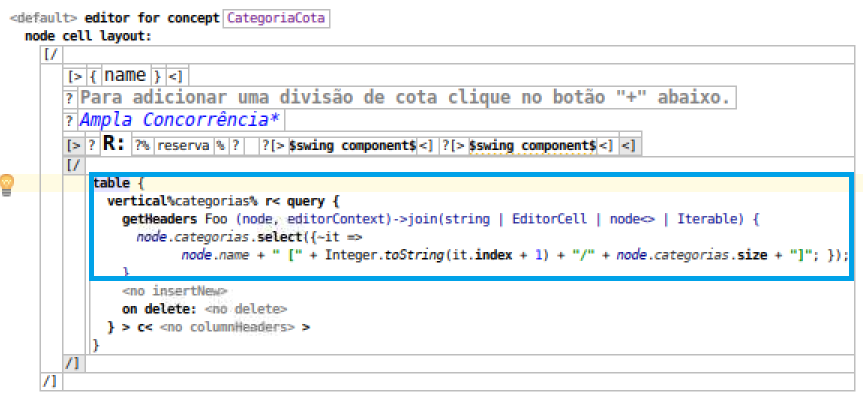 <default> editor for concept CategoriaCota
node cell layout:
[/
[> { name } <]
? Para adicionar uma divisão de cota clique no botão "+" abaixo.
? Ampla Concorrência*
[> ? R: ?% reserva % ? ?[> $swing component$ <] ?[> $swing component$ <] <]
[/
table {
vertical%categorias% r< query {
getHeaders Foo (node, editorContext)->join(string | EditorCell | node<> | Iterable) {
node.categorias.select({~it =>
node.name + " [" + Integer.toString(it.index + 1) + "/" + node.categorias.size + "]"; });
}
<no insertNew>
on delete: <no delete>
} > c< <no columnHeaders> >
}
/]
/]